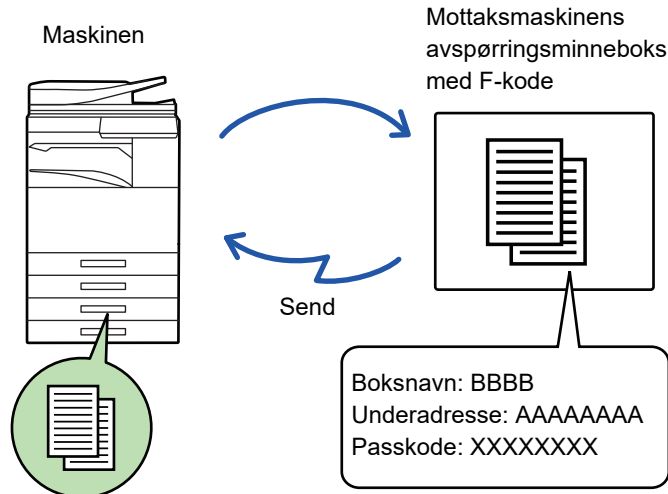 Maskinen
Mottaksmaskinens
avspørringsminneboks
med F-kode
Send
Boksnavn: BBBB
Underadresse: AAAAAAAA
Passkode: XXXXXXXX